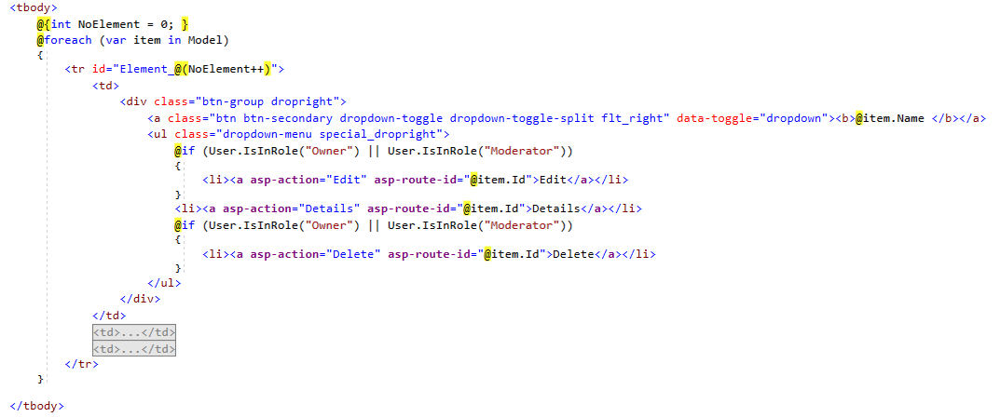 <tbody>
@{int NoElement = 0; }
@foreach (var item in Model)
{
<tr id="Element_@(NoElement++)">
<td>
<div class="btn-group dropright">
<a class="btn btn-secondary dropdown-toggle dropdown-toggle-split flt_right" data-toggle="dropdown"><b>@item.Name </b></a>
<ul class="dropdown-menu special_dropright">
@if (User.IsInRole("Owner") || User.IsInRole("Moderator"))
{
<li><a asp-action="Edit" asp-route-id="@item.Id">Edit</a></li>
}
<li><a asp-action="Details" asp-route-id="@item.Id">Details</a></li>
@if (User.IsInRole("Owner") || User.IsInRole("Moderator"))
{
<li><a asp-action="Delete" asp-route-id="@item.Id">Delete</a></li>
}
</ul>
</div>
</td>
<td>...</td>
<td>...</td>
</tr>
}
</tbody>